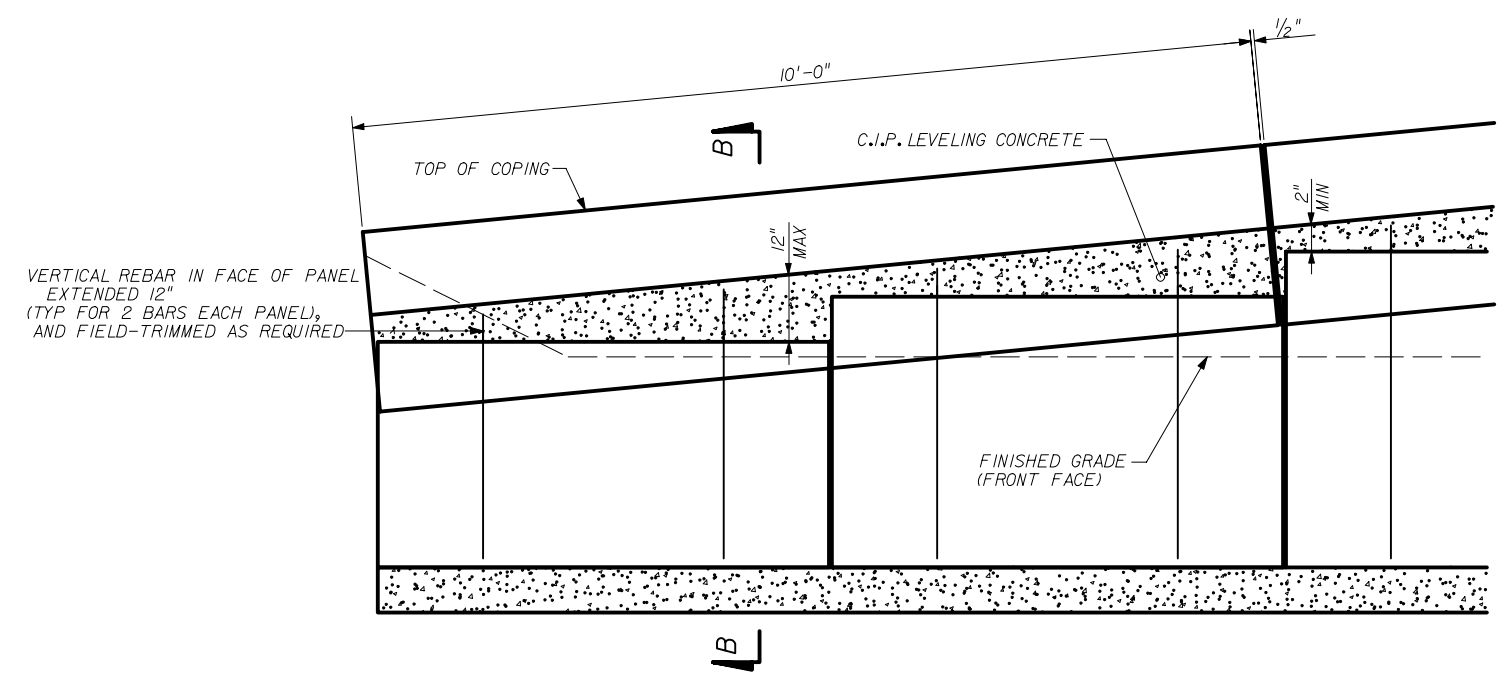 1/2"
10'-0"
B
C.I.P. LEVELING CONCRETE
TOP OF COPING
2"
MIN
12"
MAX
VERTICAL REBAR IN FACE OF PANEL
EXTENDED 12"
(TYP FOR 2 BARS EACH PANEL),
AND FIELD-TRIMMED AS REQUIRED
FINISHED GRADE
(FRONT FACE)
B